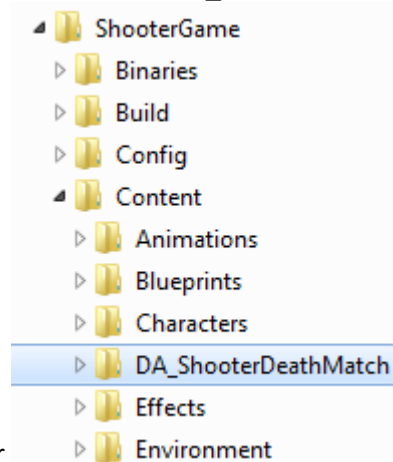 ShooterGame
Binaries
Build
Config
Content
Animations
Blueprints
Characters
DA_ShooterDeathMatch
Effects
Environment